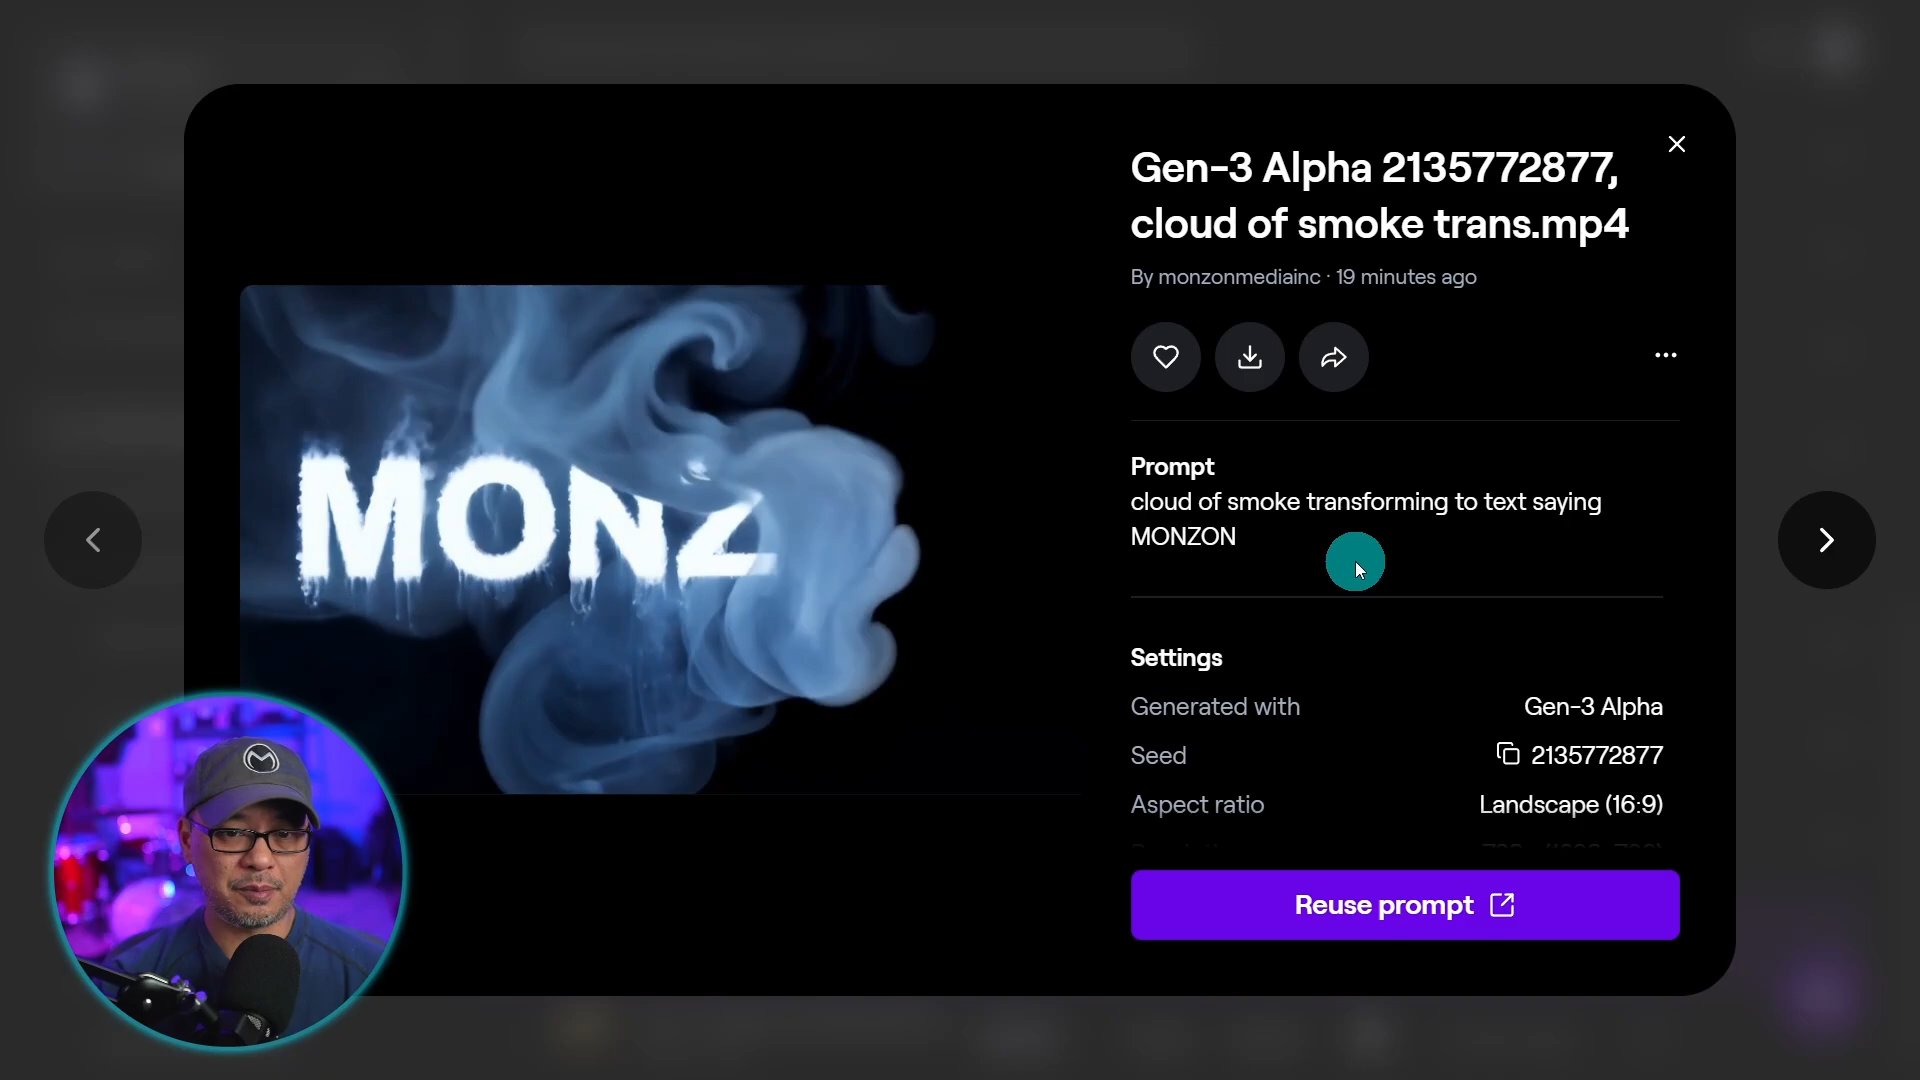 Gen-3 Alpha 2135772877,
cloud of smoke trans.mp4
By monzonmediainc · 19 minutes ago
MONZ
Prompt
cloud of smoke transforming to text saying
MONZON
Settings
Generated with Gen-3 Alpha
Seed 2135772877
Aspect ratio Landscape (16:9)
Reuse prompt